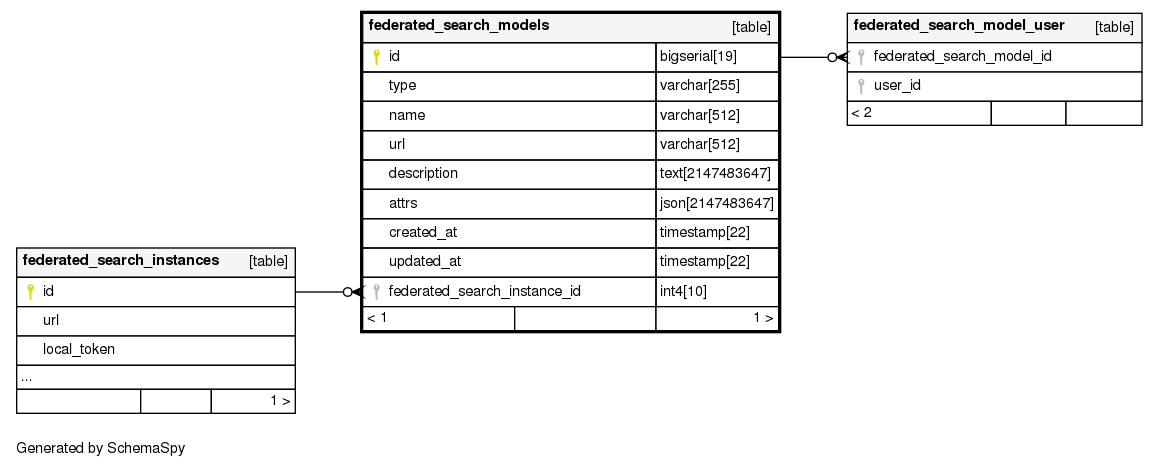 federated_search_models [table]
id bigserial[19]
type varchar[255]
name varchar[512]
url varchar[512]
description text[2147483647]
attrs json[2147483647]
created_at timestamp[22]
updated_at timestamp[22]
federated_search_instance_id int4[10]
< 1 1 >
federated_search_model_user [table]
federated_search_model_id
user_id
< 2
federated_search_instances [table]
id
url
local_token
...
1 >
Generated by SchemaSpy